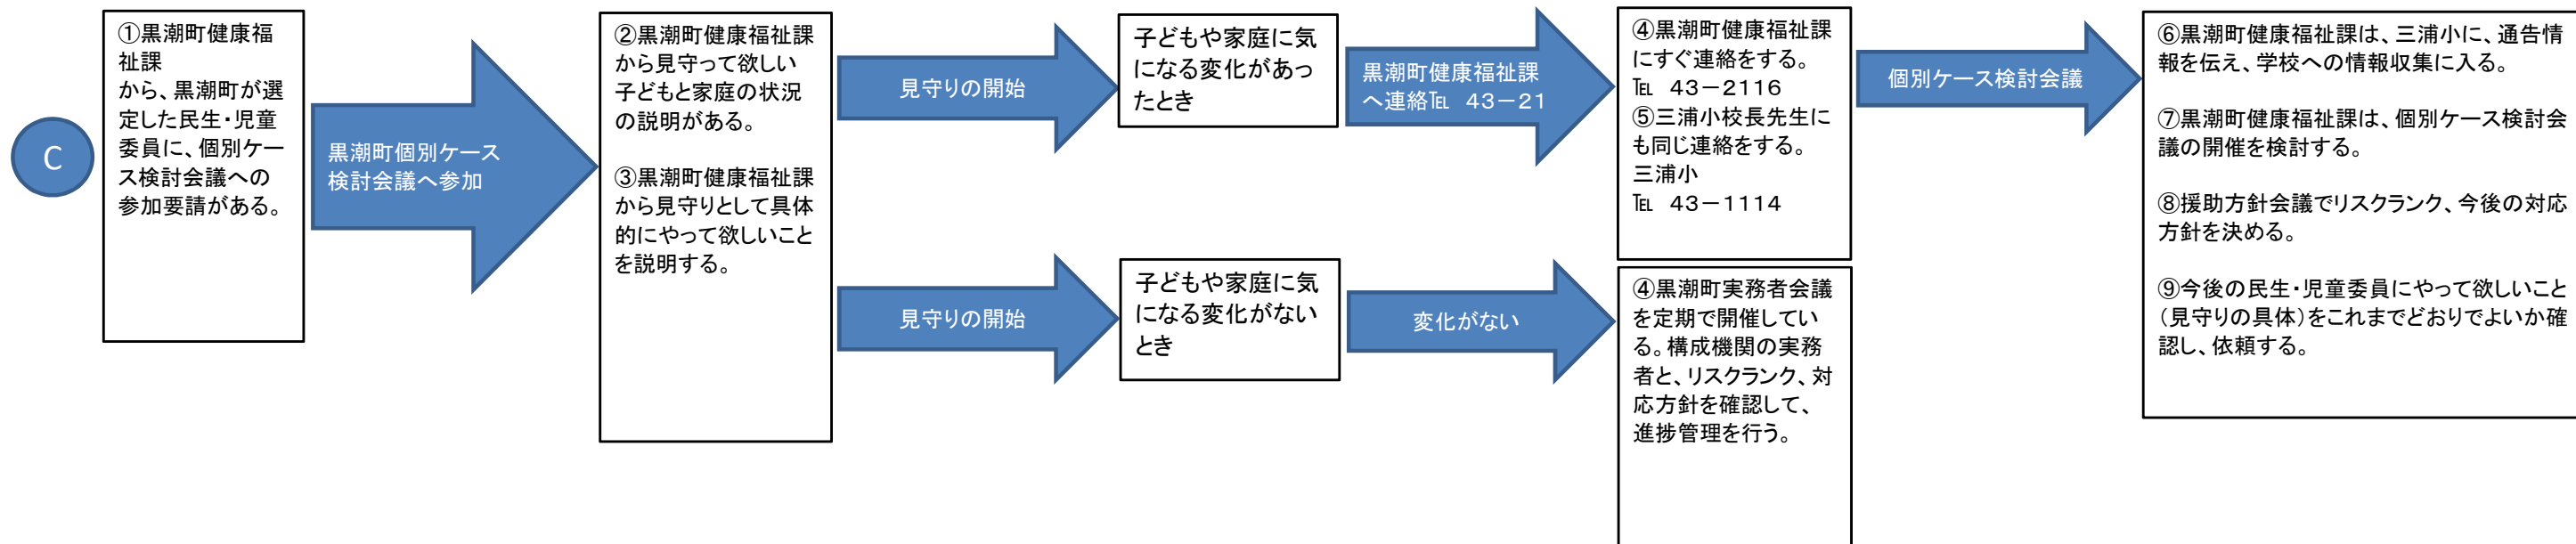 C
①黒潮町健康福
祉課
から、黒潮町が選
定した民生・児童
委員に、個別ケー
ス検討会議への
参加要請がある。
黒潮町個別ケース
検討会議へ参加
②黒潮町健康福祉課
から見守って欲しい
子どもと家庭の状況
の説明がある。
③黒潮町健康福祉課
から見守りとして具体
的にやって欲しいこと
を説明する。
見守りの開始
子どもや家庭に気
になる変化があっ
たとき
黒潮町健康福祉課
へ連絡℡ 43－21
④黒潮町健康福祉課
にすぐ連絡をする。
℡ 43－2116
⑤三浦小校長先生に
も同じ連絡をする。
三浦小
℡ 43－1114
個別ケース検討会議
⑥黒潮町健康福祉課は、三浦小に、通告情
報を伝え、学校への情報収集に入る。
⑦黒潮町健康福祉課は、個別ケース検討会
議の開催を検討する。
⑧援助方針会議でリスクランク、今後の対応
方針を決める。
⑨今後の民生・児童委員にやって欲しいこと
（見守りの具体）をこれまでどおりでよいか確
認し、依頼する。
見守りの開始
子どもや家庭に気
になる変化がない
とき
変化がない
④黒潮町実務者会議
を定期で開催してい
る。構成機関の実務
者と、リスクランク、対
応方針を確認して、
進捗管理を行う。